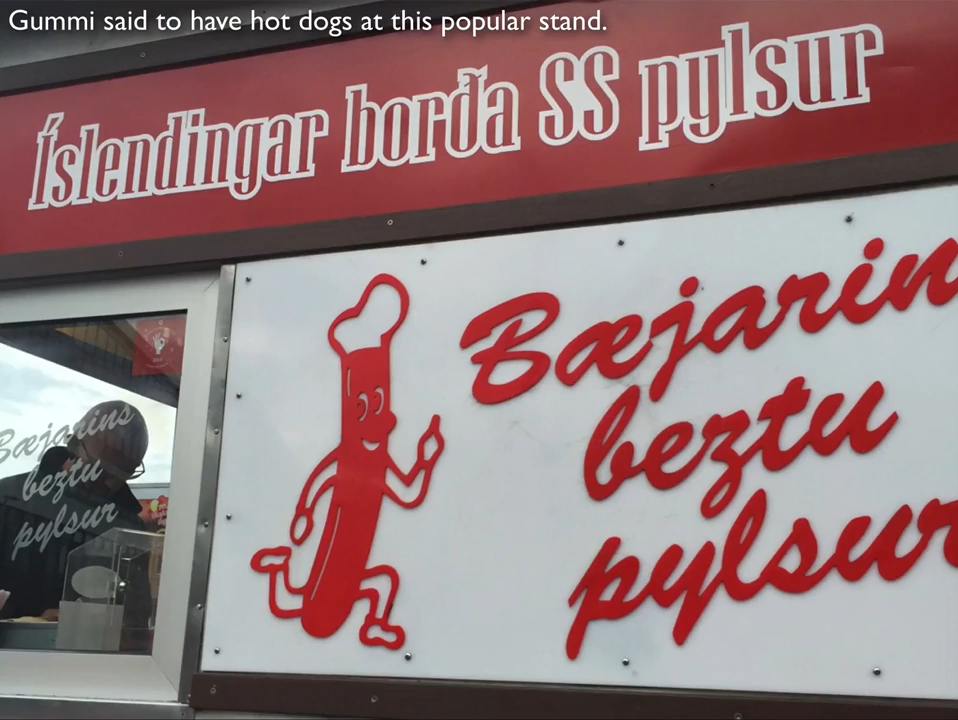 Gummi said to have hot dogs at this popular stand.
Íslendingar borða SS pylsur
Bæjarins
beztu
pylsur
Bæjarins
beztu
pylsur